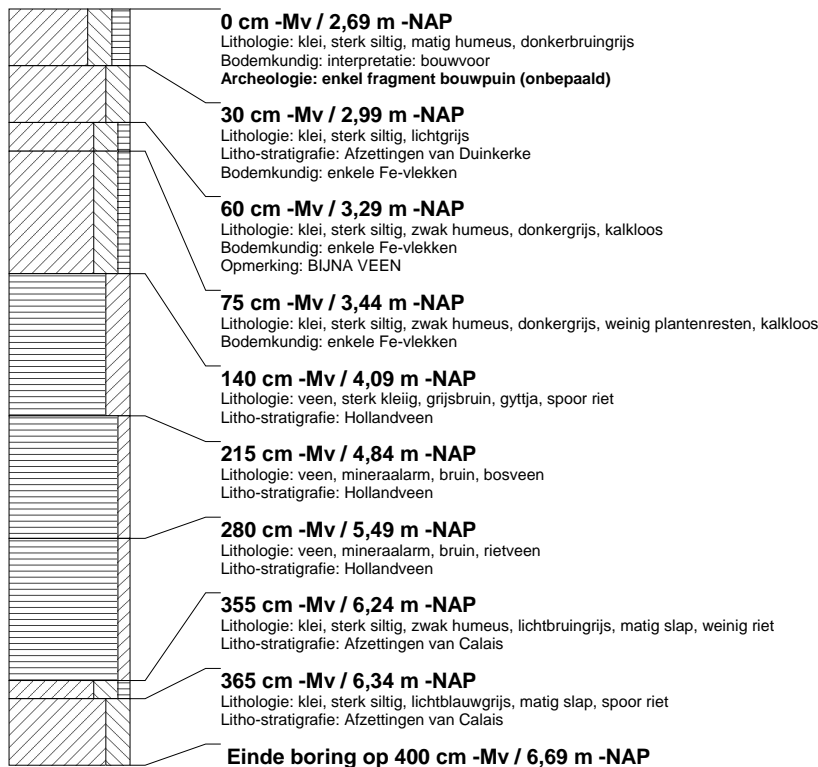 0 cm -Mv / 2,69 m -NAP
Lithologie: klei, sterk siltig, matig humeus, donkerbruingrijs
Bodemkundig: interpretatie: bouwvoor
Archeologie: enkel fragment bouwpuin (onbepaald)
30 cm -Mv / 2,99 m -NAP
Lithologie: klei, sterk siltig, lichtgrijs
Litho-stratigrafie: Afzettingen van Duinkerke
Bodemkundig: enkele Fe-vlekken
60 cm -Mv / 3,29 m -NAP
Lithologie: klei, sterk siltig, zwak humeus, donkergrijs, kalkloos
Bodemkundig: enkele Fe-vlekken
Opmerking: BIJNA VEEN
75 cm -Mv / 3,44 m -NAP
Lithologie: klei, sterk siltig, zwak humeus, donkergrijs, weinig plantenresten, kalkloos
Bodemkundig: enkele Fe-vlekken
140 cm -Mv / 4,09 m -NAP
Lithologie: veen, sterk kleiig, grijsbruin, gyttja, spoor riet
Litho-stratigrafie: Hollandveen
215 cm -Mv / 4,84 m -NAP
Lithologie: veen, mineraalarm, bruin, bosveen
Litho-stratigrafie: Hollandveen
280 cm -Mv / 5,49 m -NAP
Lithologie: veen, mineraalarm, bruin, rietveen
Litho-stratigrafie: Hollandveen
355 cm -Mv / 6,24 m -NAP
Lithologie: klei, sterk siltig, zwak humeus, lichtbruingrijs, matig slap, weinig riet
Litho-stratigrafie: Afzettingen van Calais
365 cm -Mv / 6,34 m -NAP
Lithologie: klei, sterk siltig, lichtblauwgrijs, matig slap, spoor riet
Litho-stratigrafie: Afzettingen van Calais
Einde boring op 400 cm -Mv / 6,69 m -NAP